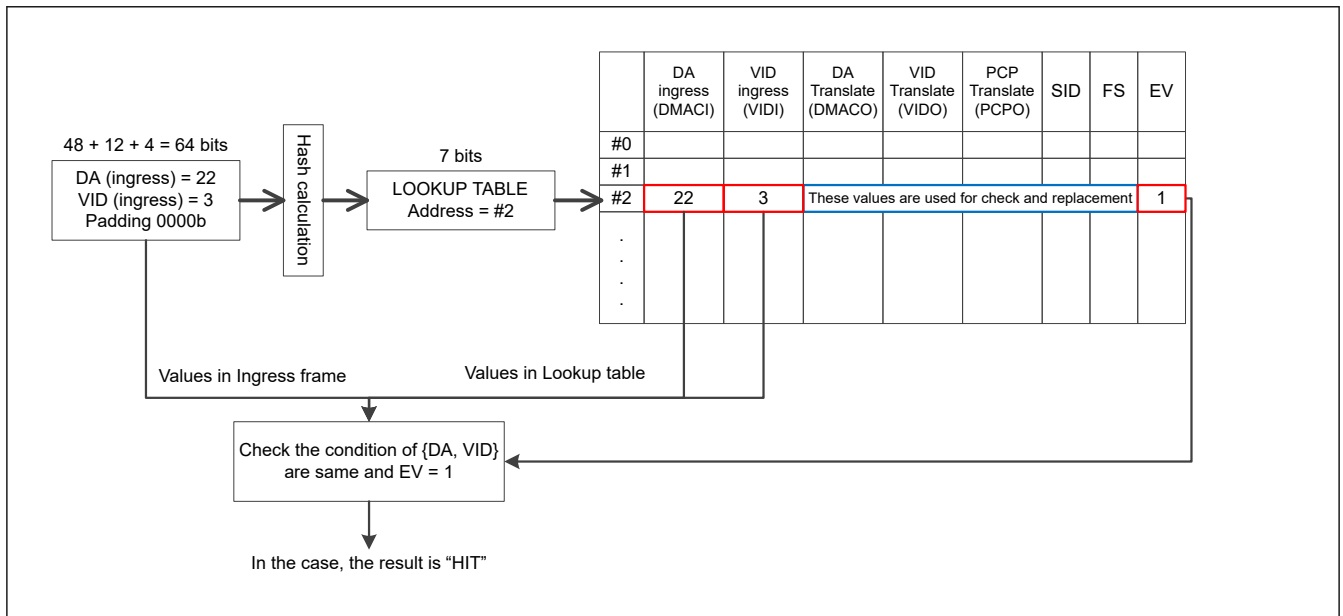 48 + 12 + 4 = 64 bits
DA (ingress) = 22
VID (ingress) = 3
Padding 0000b
Hash calculation
7 bits
LOOKUP TABLE
Address = #2
DA
ingress
(DMACI)
VID
ingress
(VIDI)
DA
Translate
(DMACO)
VID
Translate
(VIDO)
PCP
Translate
(PCPO)
SID
FS
EV
#0
#1
#2
22
3
These values are used for check and replacement
1
.
.
.
.
Values in Ingress frame
Values in Lookup table
Check the condition of {DA, VID}
are same and EV = 1
In the case, the result is “HIT”